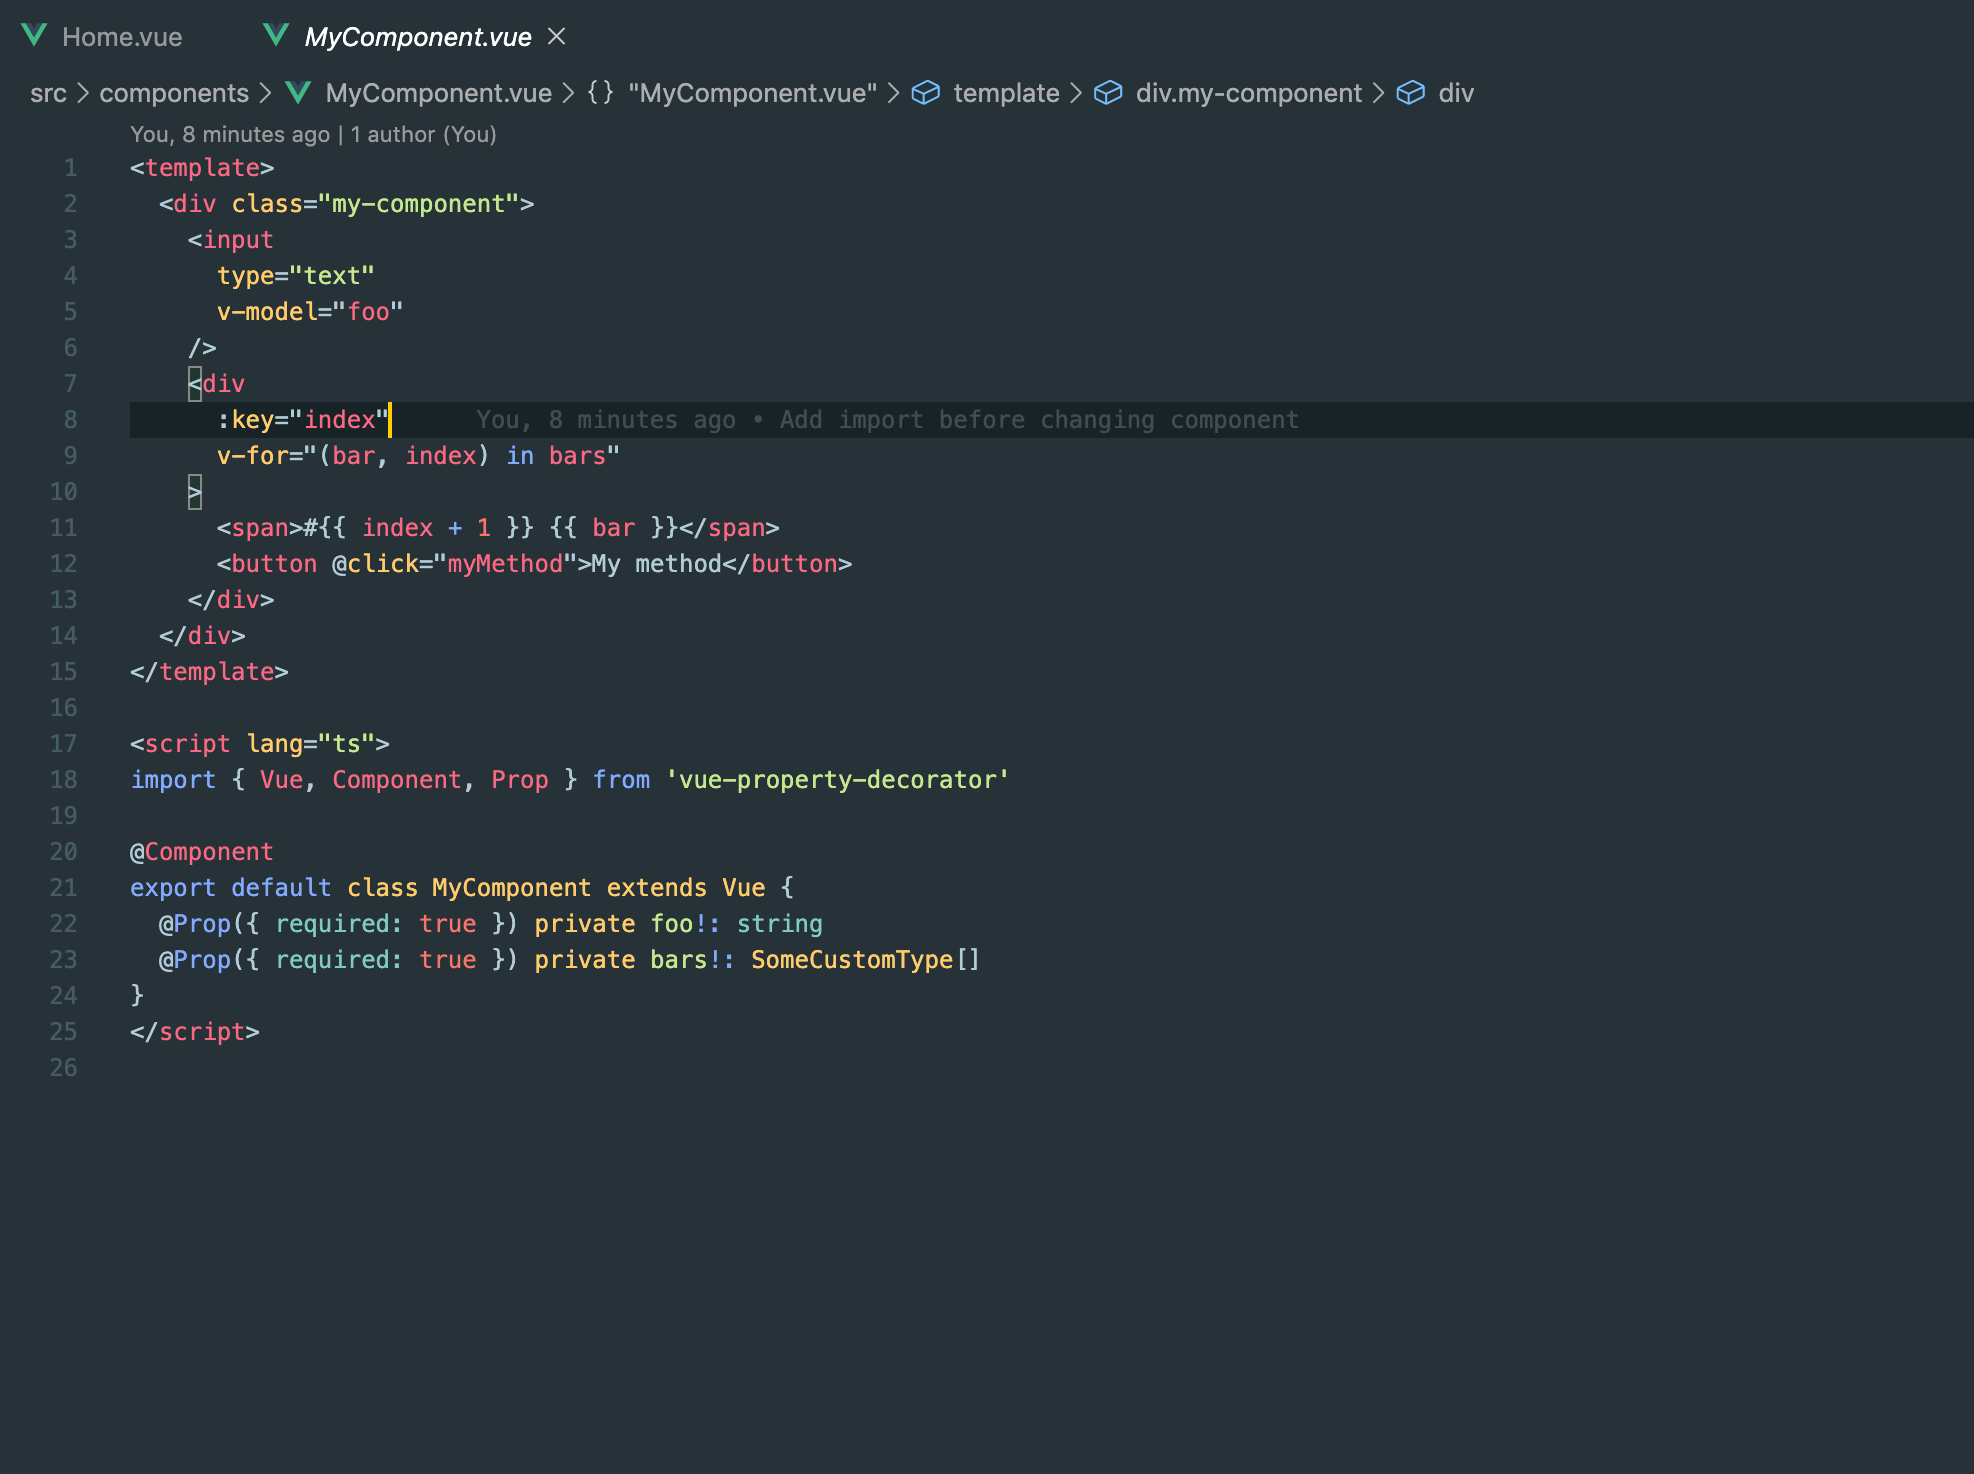 Home.vue MyComponent.vue
src > components > MyComponent.vue > {} "MyComponent.vue" > template > div.my-component > div
You, 8 minutes ago | 1 author (You)
1 <template>
2   <div class="my-component">
3     <input
4       type="text"
5       v-model="foo"
6     />
7     <div
8       :key="index" You, 8 minutes ago • Add import before changing component
9       v-for="(bar, index) in bars"
10     >
11       <span>#{{ index + 1 }} {{ bar }}</span>
12       <button @click="myMethod">My method</button>
13     </div>
14   </div>
15 </template>
16
17 <script lang="ts">
18 import { Vue, Component, Prop } from 'vue-property-decorator'
19
20 @Component
21 export default class MyComponent extends Vue {
22   @Prop({ required: true }) private foo!: string
23   @Prop({ required: true }) private bars!: SomeCustomType[]
24 }
25 </script>
26